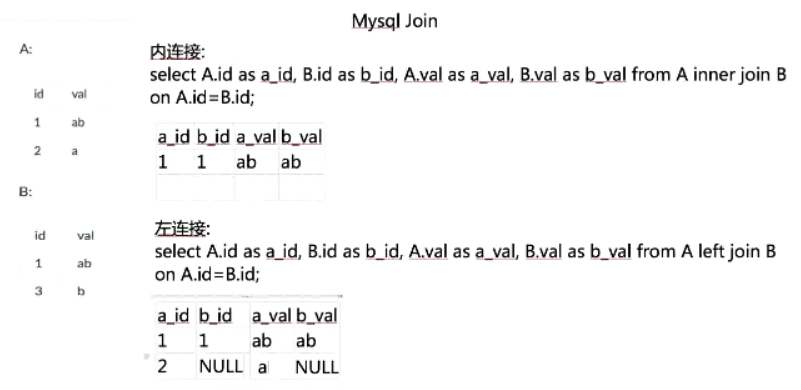 Mysql Join
A:
id val
1 ab
2 a
B:
id val
1 ab
3 b
内连接:
select A.id as a_id, B.id as b_id, A.val as a_val, B.val as b_val from A inner join B
on A.id=B.id;
a_id b_id a_val b_val
1 1 ab ab
左连接:
select A.id as a_id, B.id as b_id, A.val as a_val, B.val as b_val from A left join B
on A.id=B.id;
a_id b_id a_val b_val
1 1 ab ab
2 NULL a NULL